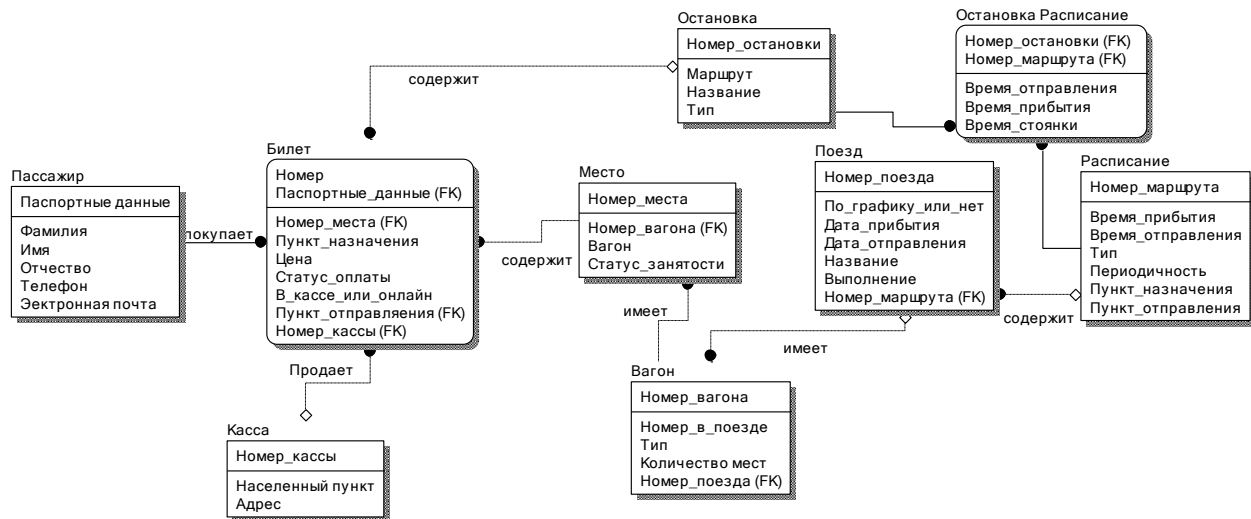 Остановка
Номер_остановки
Маршрут
Название
Тип
Остановка Расписание
Номер_остановки (FK)
Номер_маршрута (FK)
Время_отправления
Время_прибытия
Время_стоянки
содержит
Билет
Номер
Паспортные_данные (FK)
Номер_места (FK)
Пункт_назначения
Цена
Статус_оплаты
В_кассе_или_онлайн
Пункт_отправляения (FK)
Номер_кассы (FK)
Пассажир
Паспортные данные
Фамилия
Имя
Отчество
Телефон
Эектронная почта
покупает
Место
Номер_места
Номер_вагона (FK)
Вагон
Статус_занятости
содержит
имеет
Поезд
Номер_поезда
По_графику_или_нет
Дата_прибытия
Дата_отправления
Название
Выполнение
Номер_маршрута (FK)
Расписание
Номер_маршрута
Время_прибытия
Время_отправления
Тип
Периодичность
Пункт_назначения
Пункт_отправления
содержит
имеет
Продает
Вагон
Номер_вагона
Номер_в_поезде
Тип
Количество мест
Номер_поезда (FK)
Касса
Номер_кассы
Населенный пункт
Адрес